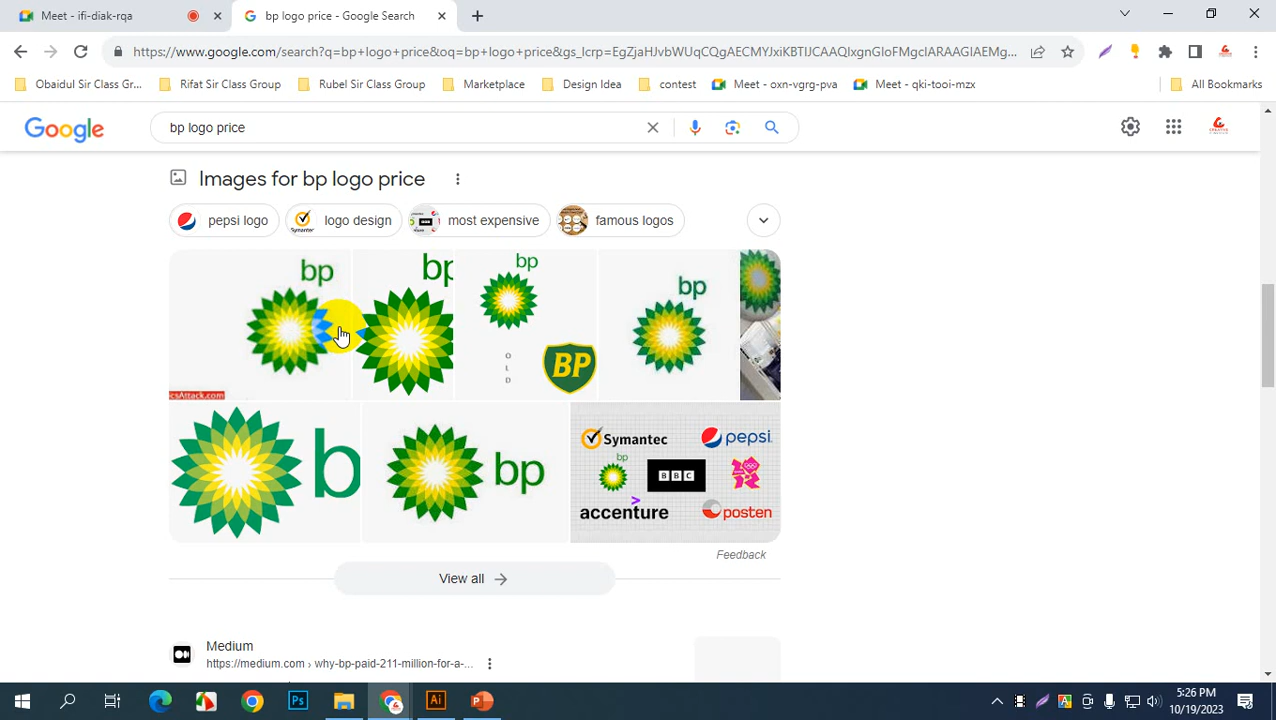 Meet - ifi-diak-rqa
bp logo price - Google Search
https://www.google.com/search?q=bp+logo+price&oq=bp+logo+price&gs_lcrp=EgZjaHJvbWUqCQgAECMYJxiKBTIJCAAQIxgnGIoFMgcIARAAGIAEMg...
Obaidul Sir Class Gr...
Rifat Sir Class Group
Rubel Sir Class Group
Marketplace
Design Idea
contest
Meet - oxn-vgrg-pva
Meet - qki-tooi-mzx
All Bookmarks
Google
bp logo price
Images for bp logo price
pepsi logo
logo design
most expensive
famous logos
bp
bp
bp
OLD
BP
bp
icsAttack.com
b
bp
Symantec
pepsi
bp
BBC
accenture
posten
Feedback
View all
Medium
https://medium.com › why-bp-paid-211-million-for-a-...
Ps
Ai
5:26 PM
10/19/2023